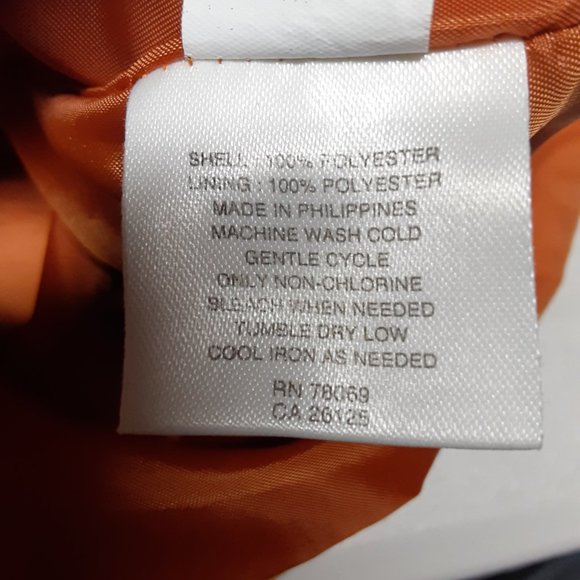 SHELL : 100% POLYESTER
LINING : 100% POLYESTER
MADE IN PHILIPPINES
MACHINE WASH COLD
GENTLE CYCLE
ONLY NON-CHLORINE
BLEACH WHEN NEEDED
TUMBLE DRY LOW
COOL IRON AS NEEDED
RN 78069
CA 26125